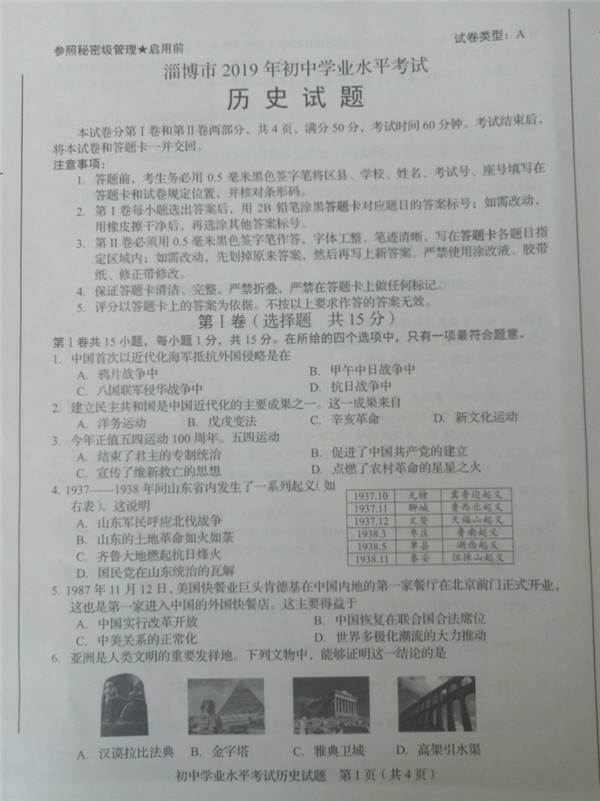 参照秘密级管理★启用前
试卷类型：A
淄博市 2019 年初中学业水平考试
历 史 试 题
本试卷分第Ⅰ卷和第Ⅱ卷两部分，共 4 页，满分 50 分，考试时间 60 分钟。考试结束后，
将本试卷和答题卡一并交回。
注意事项：
1. 答题前，考生务必用 0.5 毫米黑色签字笔将区县、学校、姓名、考试号、座号填写在
答题卡和试卷规定位置，并核对条形码。
2. 第Ⅰ卷每小题选出答案后，用 2B 铅笔涂黑答题卡对应题目的答案标号；如需改动，
用橡皮擦干净后，再选涂其他答案标号。
3. 第Ⅱ卷必须用 0.5 毫米黑色签字笔作答，字体工整、笔迹清晰，写在答题卡各题目指
定区域内；如需改动，先划掉原来答案，然后再写上新答案。严禁使用涂改液、胶带
纸、修正带修改。
4. 保证答题卡清洁、完整，严禁折叠，严禁在答题卡上做任何标记。
5. 评分以答题卡上的答案为依据。不按以上要求作答的答案无效。
第Ⅰ卷（选择题 共 15 分）
第Ⅰ卷共 15 小题，每小题 1 分，共 15 分。在所给的四个选项中，只有一项最符合题意。
1. 中国首次以近代化海军抵抗外国侵略是在
A. 鸦片战争中 B. 甲午中日战争中
C. 八国联军侵华战争中 D. 抗日战争中
2. 建立民主共和国是中国近代化的主要成果之一。这一成果来自
A. 洋务运动 B. 戊戌变法 C. 辛亥革命 D. 新文化运动
3. 今年正值五四运动 100 周年。五四运动
A. 结束了君主的专制统治 B. 促进了中国共产党的建立
C. 宣传了维新救亡的思想 D. 点燃了农村革命的星星之火
4. 1937——1938 年间山东省内发生了一系列起义（如
右表）。这说明
A. 山东军民呼应北伐战争
B. 山东的土地革命如火如荼
C. 齐鲁大地燃起抗日烽火
D. 国民党在山东统治的瓦解
1937.10 无棣 冀鲁边起义
1937.11 聊城 鲁西北起义
1937.12 文登 天福山起义
1938.3 枣庄 鲁南起义
1938.5 单县 湖西起义
1938.11 泰安 徂徕山起义
5. 1987 年 11 月 12 日，美国快餐业巨头肯德基在中国内地的第一家餐厅在北京前门正式开业，
这也是第一家进入中国的外国快餐店。这主要得益于
A. 中国实行改革开放 B. 中国恢复在联合国合法席位
C. 中美关系的正常化 D. 世界多极化潮流的大力推动
6. 亚洲是人类文明的重要发祥地。下列文物中，能够证明这一结论的是
A. 汉谟拉比法典 B. 金字塔 C. 雅典卫城 D. 高架引水渠
初中学业水平考试历史试题 第 1 页（共 4 页）